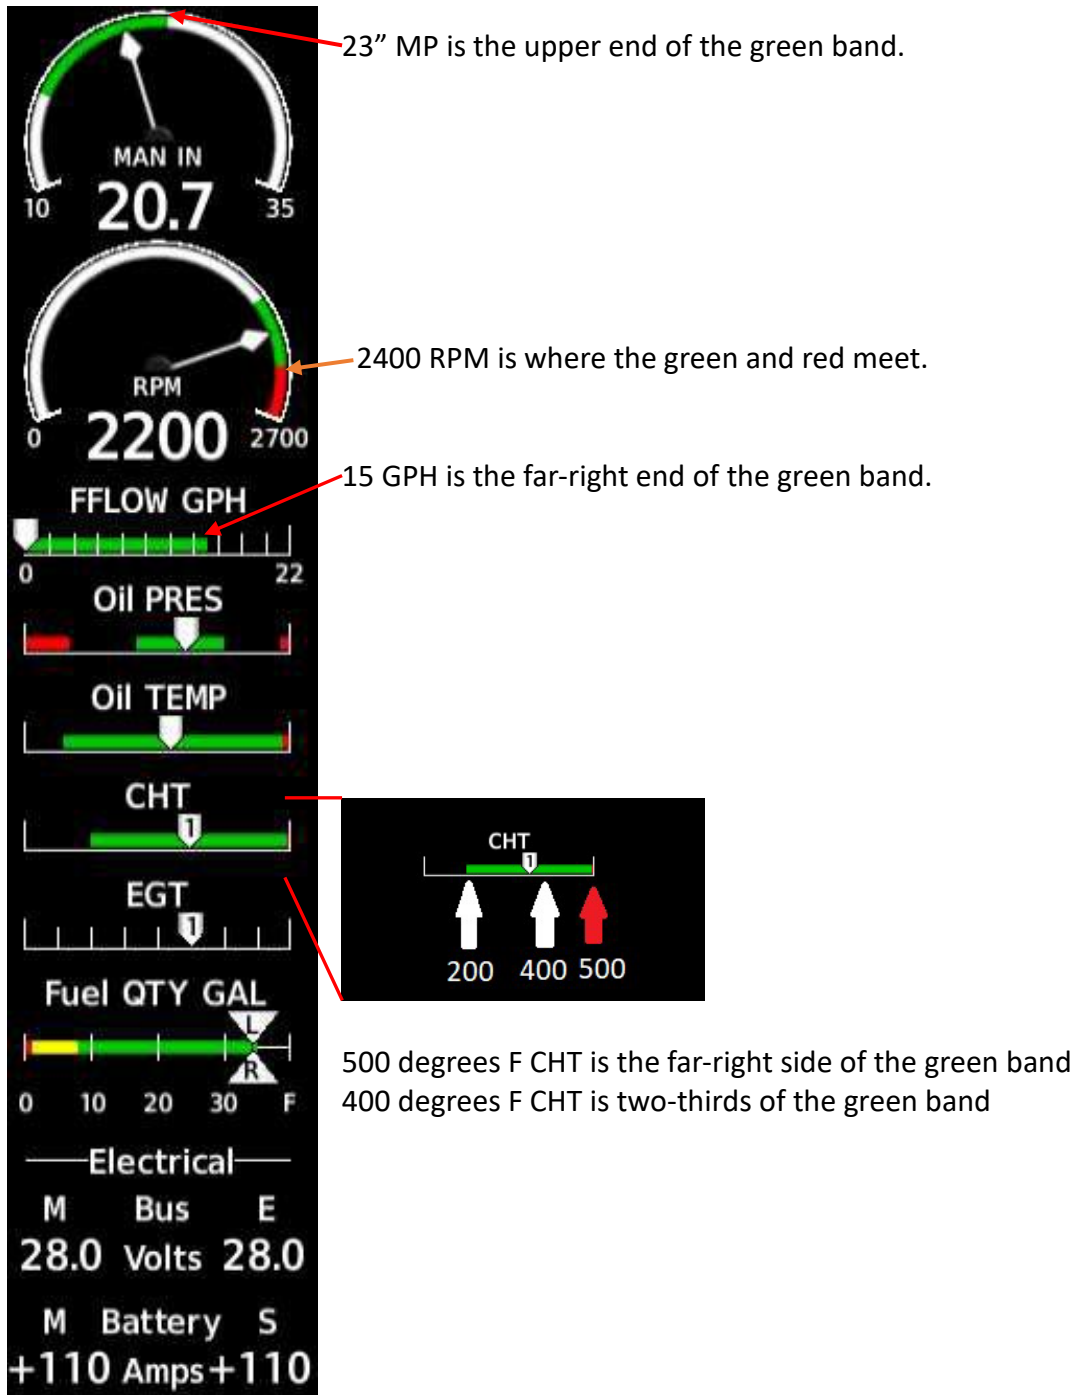 23” MP is the upper end of the green band.
MAN IN
20.7
10 35
2400 RPM is where the green and red meet.
RPM
2200
0 2700
15 GPH is the far-right end of the green band.
FFLOW GPH
0 22
Oil PRES
Oil TEMP
CHT
1
CHT
1
200 400 500
EGT
1
Fuel QTY GAL
L
R
0 10 20 30 F
500 degrees F CHT is the far-right side of the green band
400 degrees F CHT is two-thirds of the green band
Electrical
M Bus E
28.0 Volts 28.0
M Battery S
+110 Amps +110